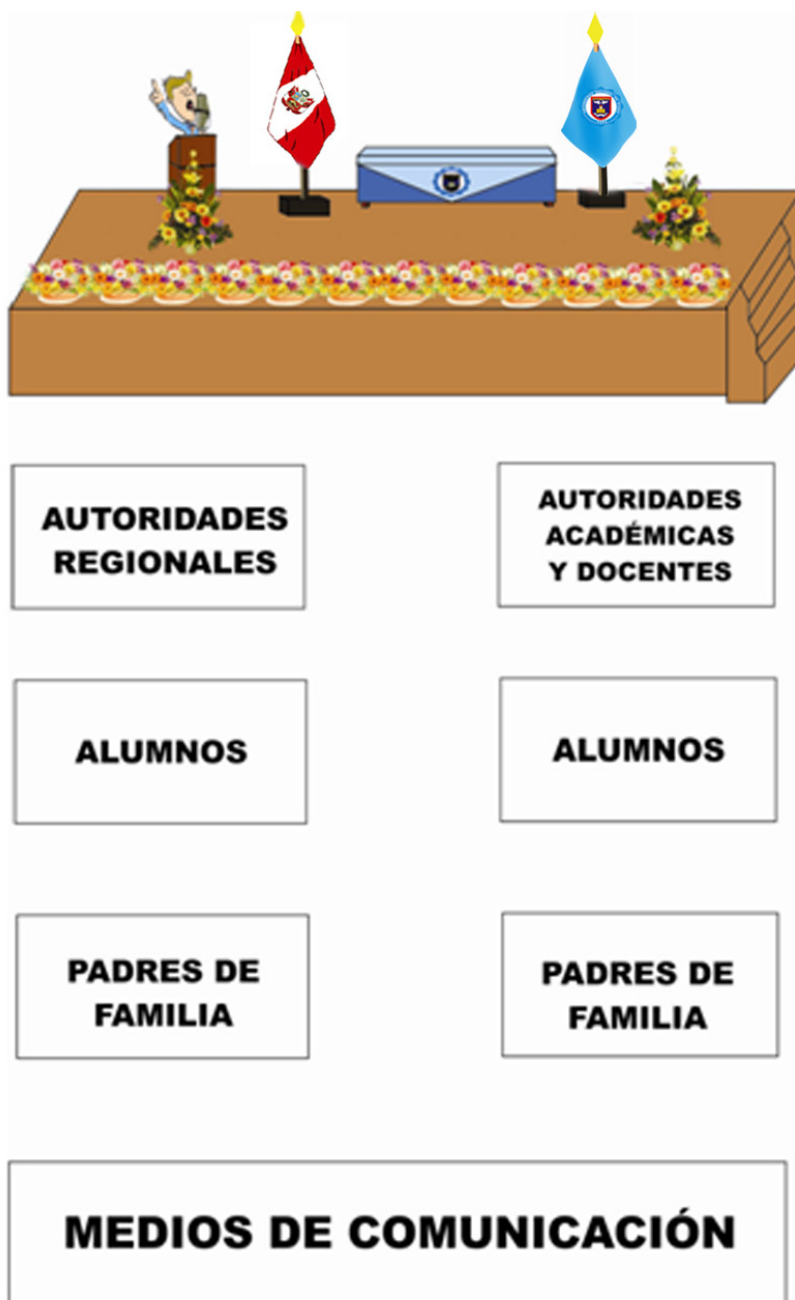 AUTORIDADES
REGIONALES
AUTORIDADES
ACADÉMICAS
Y DOCENTES
ALUMNOS
ALUMNOS
PADRES DE
FAMILIA
PADRES DE
FAMILIA
MEDIOS DE COMUNICACIÓN